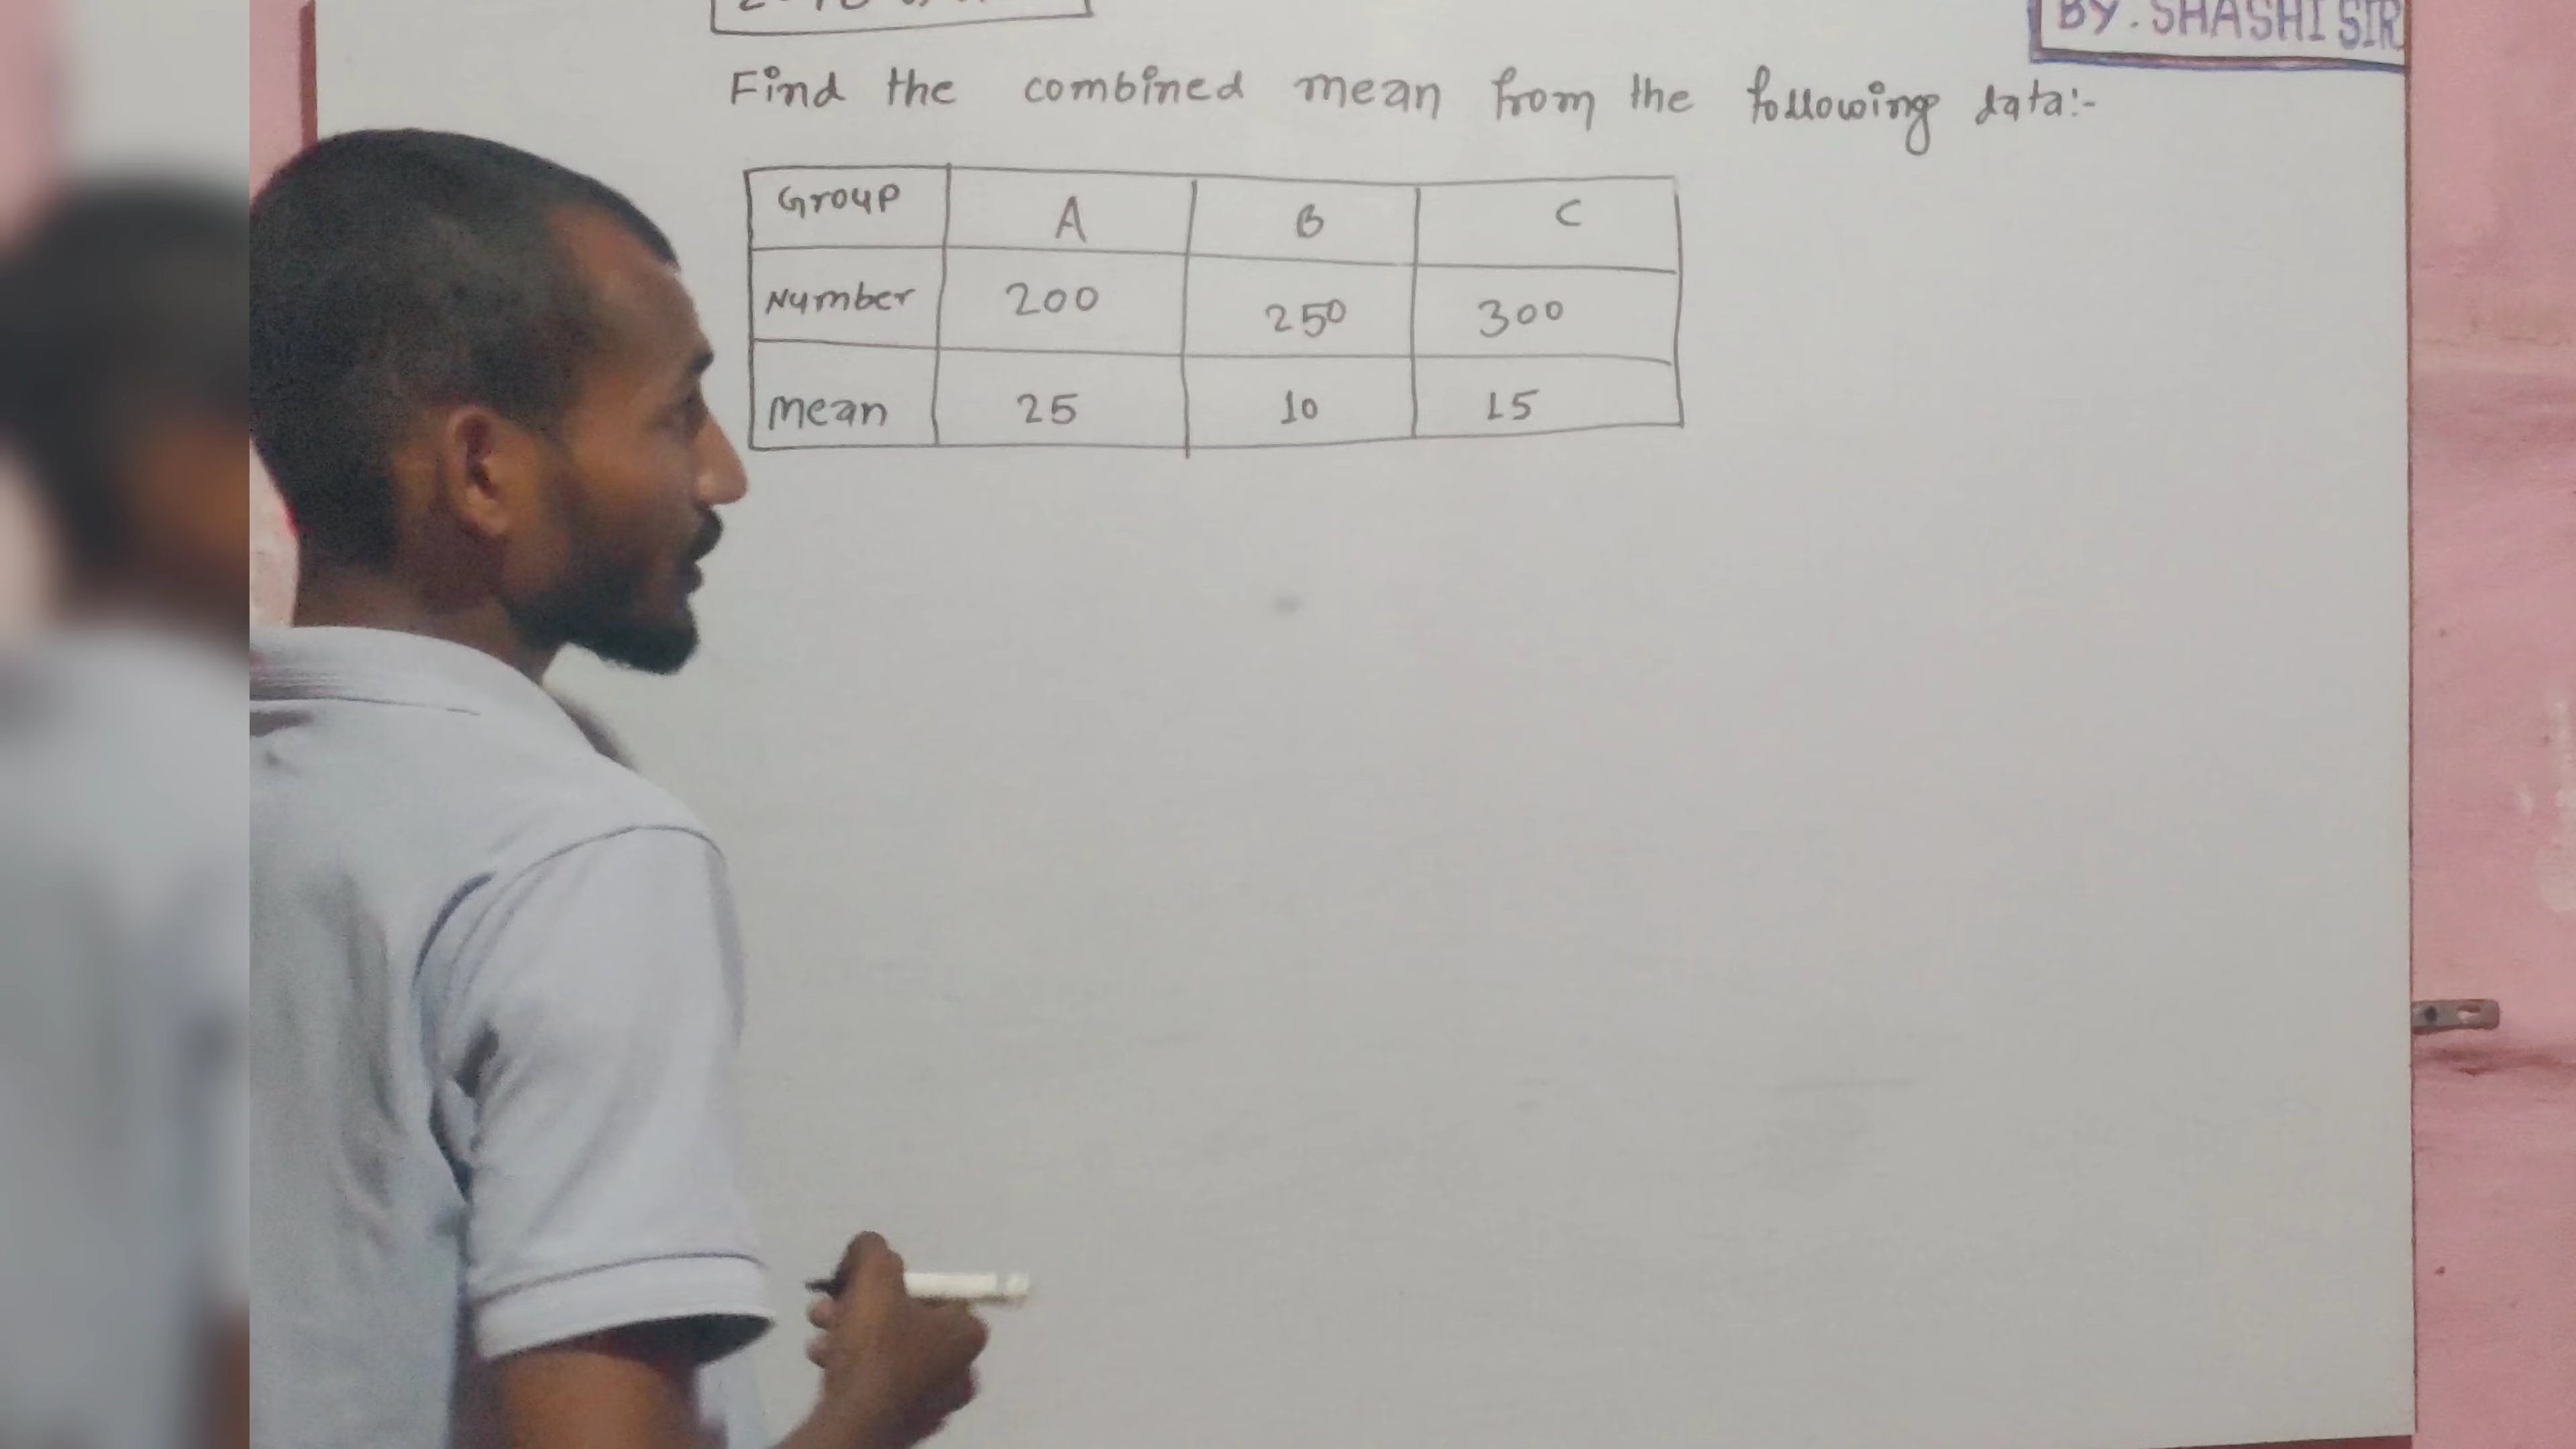 BY. SHASHI SIR
Find the combined mean from the following data:-
Group A B C
Number 200 250 300
mean 25 10 15